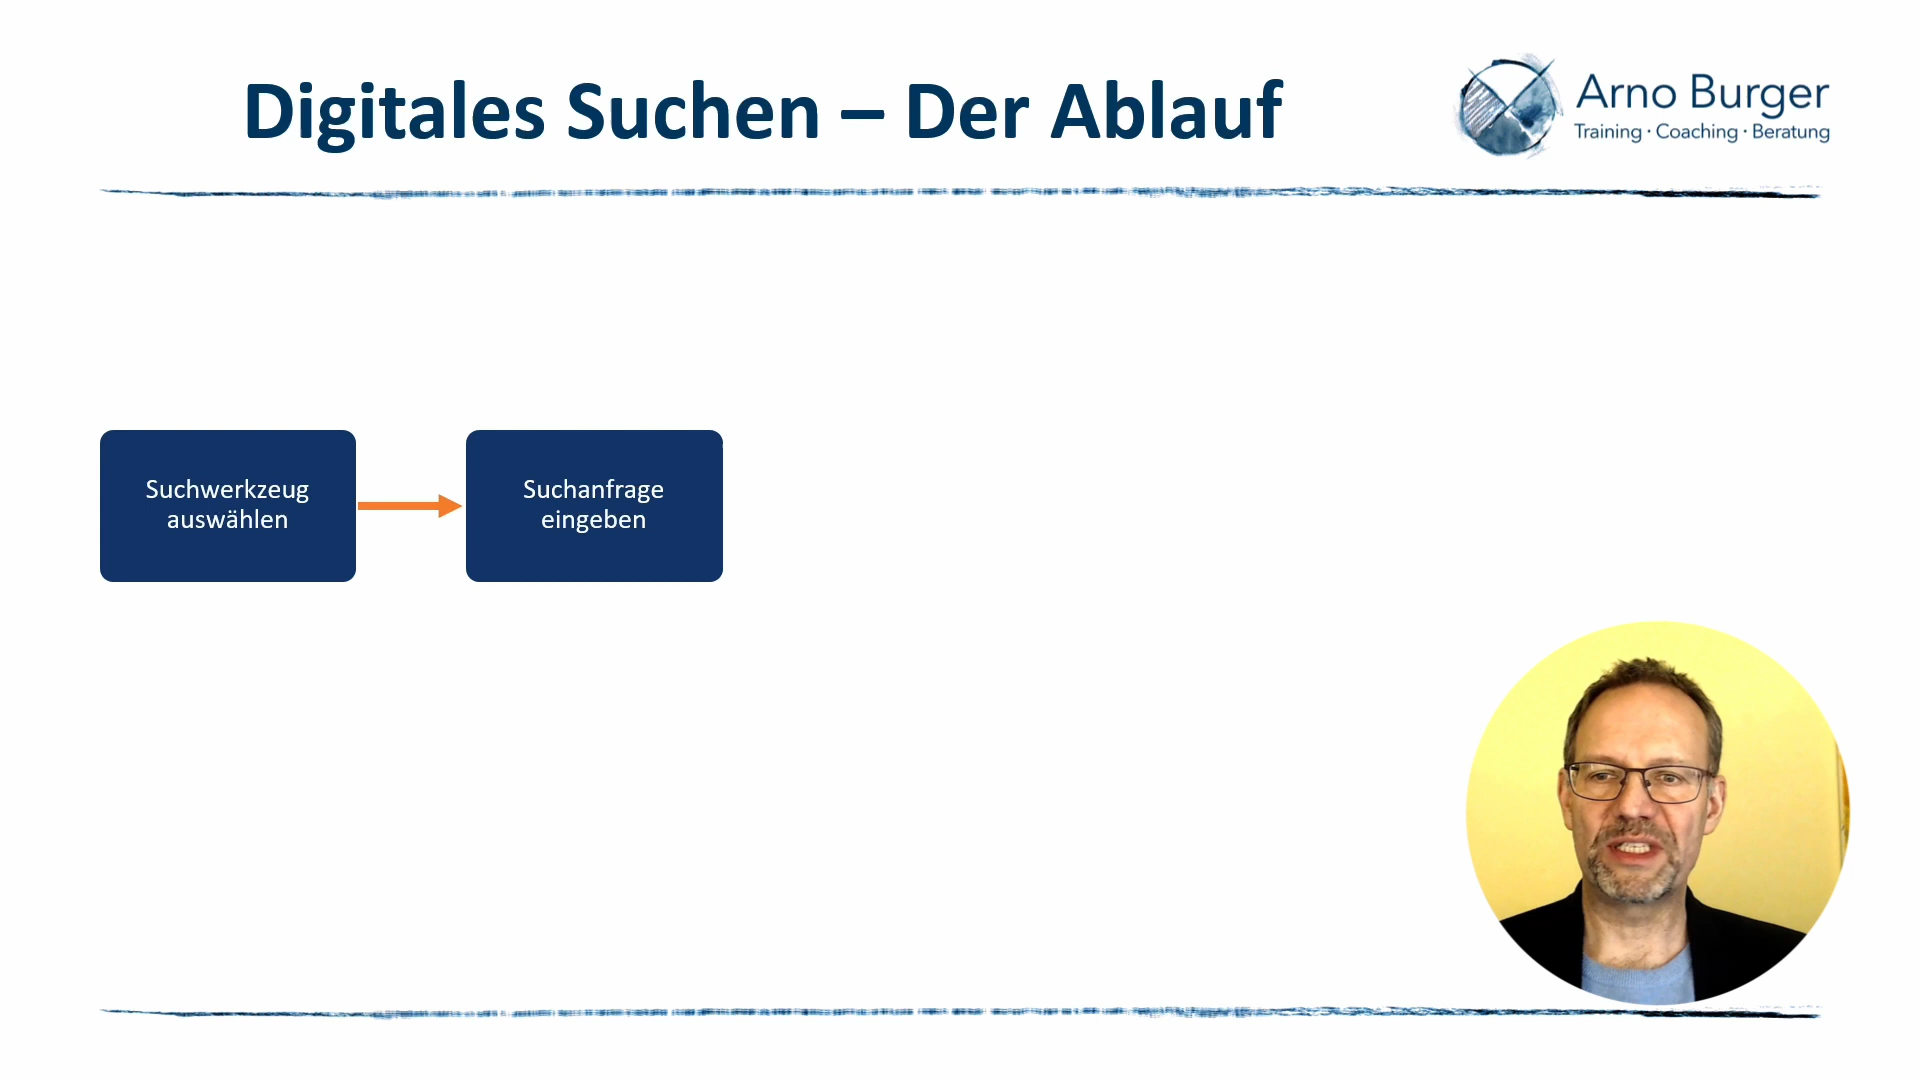 Digitales Suchen – Der Ablauf
Arno Burger
Training · Coaching · Beratung
Suchwerkzeug
auswählen
Suchanfrage
eingeben